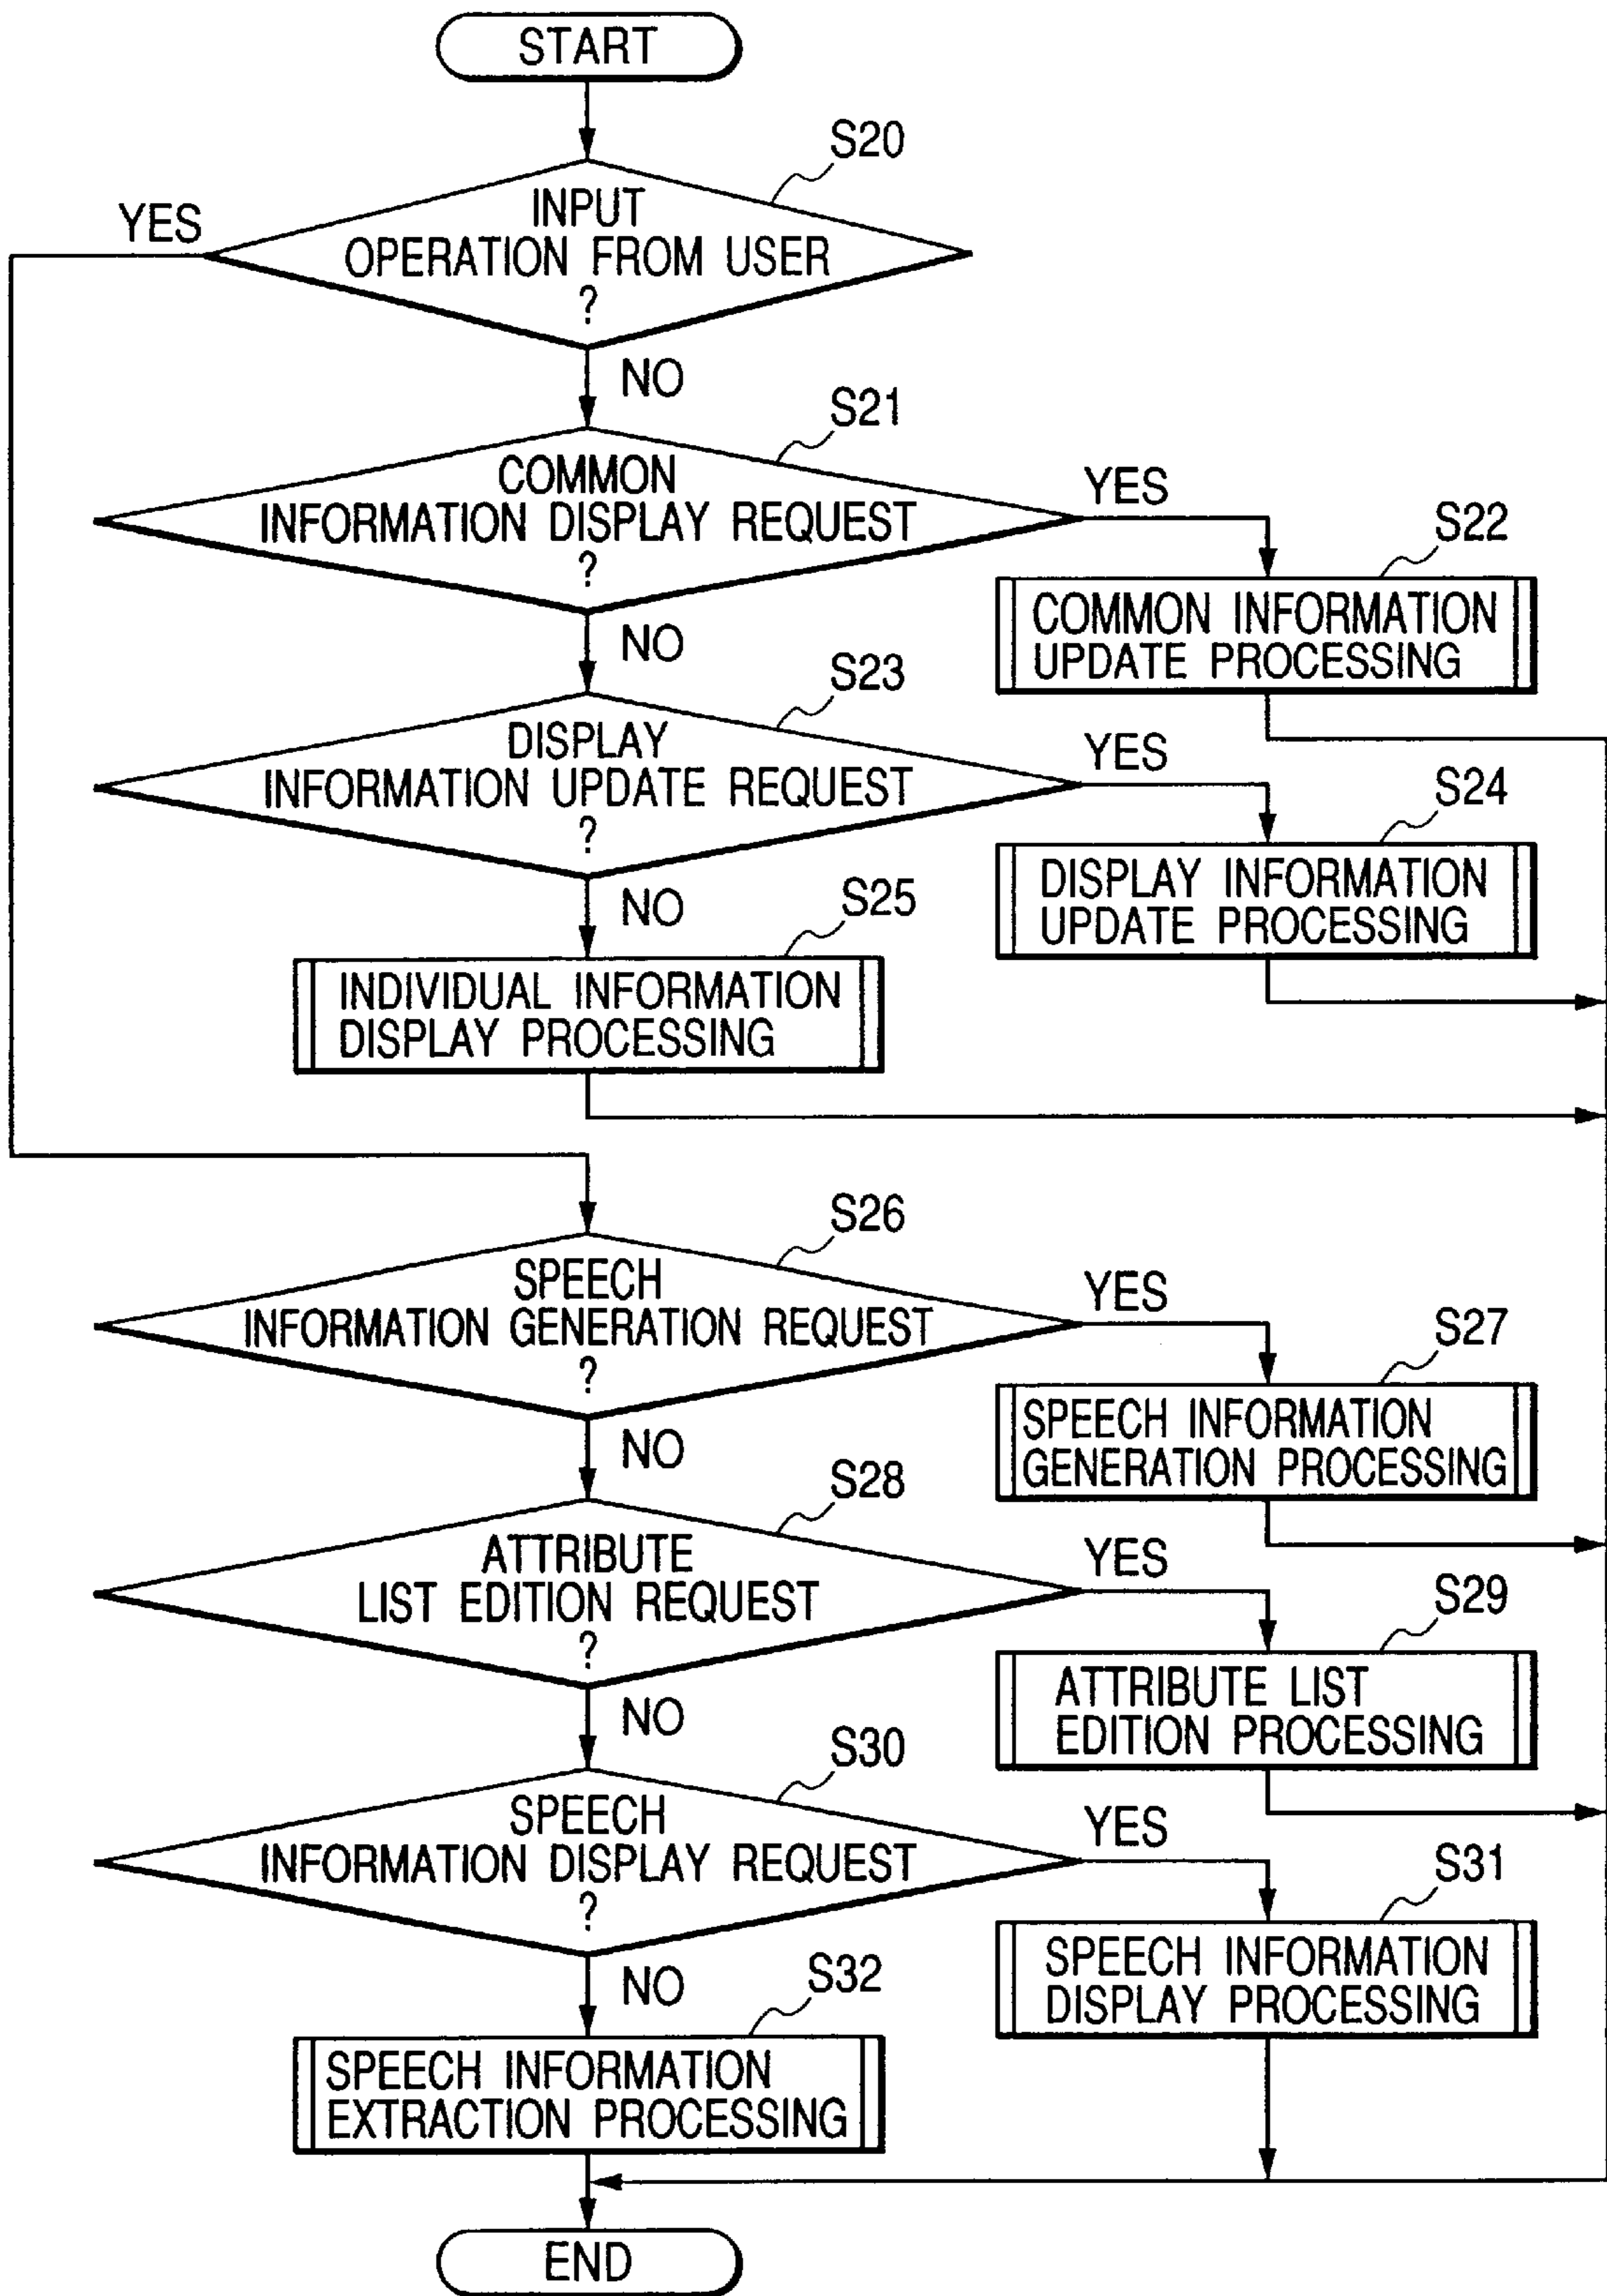 START
S20
YES
INPUT
OPERATION FROM USER
?
NO
S21
COMMON
INFORMATION DISPLAY REQUEST
?
YES
S22
COMMON INFORMATION
UPDATE PROCESSING
NO
S23
DISPLAY
INFORMATION UPDATE REQUEST
?
YES
S24
DISPLAY INFORMATION
UPDATE PROCESSING
NO
S25
INDIVIDUAL INFORMATION
DISPLAY PROCESSING
S26
SPEECH
INFORMATION GENERATION REQUEST
?
YES
S27
SPEECH INFORMATION
GENERATION PROCESSING
NO
S28
ATTRIBUTE
LIST EDITION REQUEST
?
YES
S29
ATTRIBUTE LIST
EDITION PROCESSING
NO
S30
SPEECH
INFORMATION DISPLAY REQUEST
?
YES
S31
SPEECH INFORMATION
DISPLAY PROCESSING
NO
S32
SPEECH INFORMATION
EXTRACTION PROCESSING
END